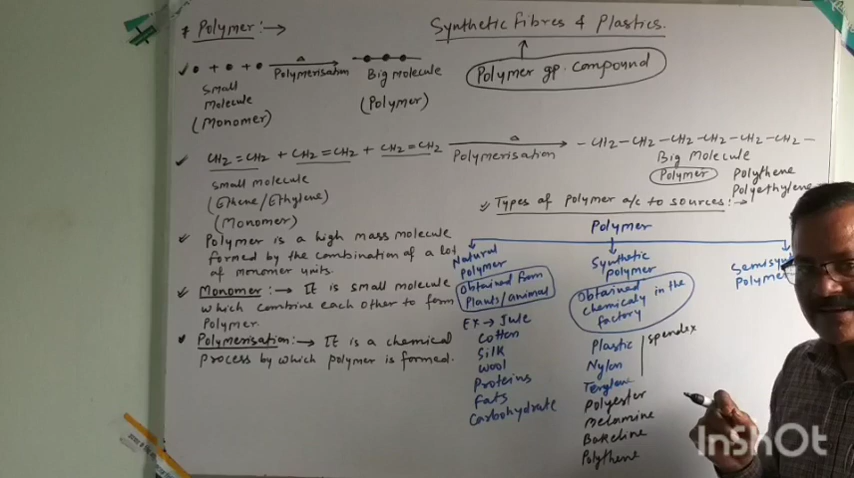 Synthetic Fibres & Plastics.
Polymer gp. compound
* Polymer :→
✓ • + • + • Δ Polymerisation → •-•-•
Small Molecule
(Monomer)
Big Molecule
(Polymer)
✓ CH2=CH2 + CH2=CH2 + CH2=CH2 Δ Polymerisation → -CH2-CH2-CH2-CH2-CH2-CH2-
small molecule
(Ethene/Ethylene)
(Monomer)
Big Molecule
Polymer
Polythene
Polyethylene
✓ Polymer is a high mass molecule
formed by the combination of a lot
of monomer units.
✓ Monomer :→ It is small molecule
which combine each other to form
Polymer.
Polymerisation :→ It is a chemical
process by which polymer is formed.
✓ Types of Polymer a/c to sources :→
Polymer
Natural
Polymer
Obtained from
Plants/animal
Ex → Jute
Cotton
Silk
Wool
Proteins
Fats
Carbohydrate
Synthetic
polymer
Obtained
chemicaly in the
factory
Plastic
Nylon
Terylene
spendex
Polyester
Melamine
Bakeline
Polythene
Semisyn
Polymer
InShOt